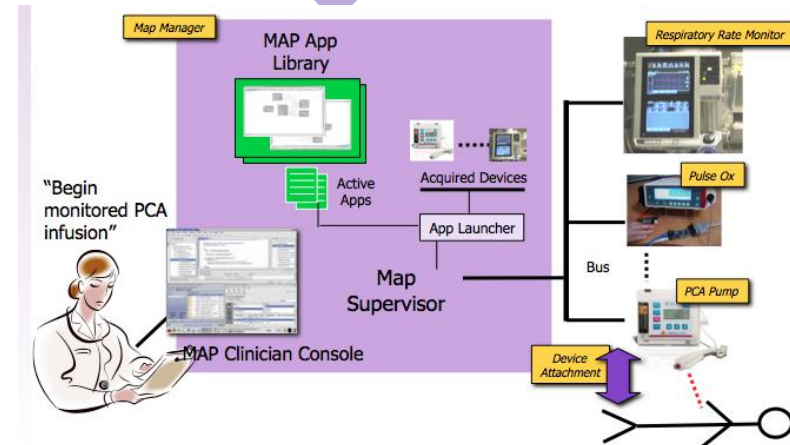 Map Manager
MAP App
Library
Respiratory Rate Monitor
"Begin
monitored PCA
infusion"
Active
Apps
Acquired Devices
App Launcher
Pulse Ox
Map
Supervisor
Bus
PCA Pump
MAP Clinician Console
Device
Attachment